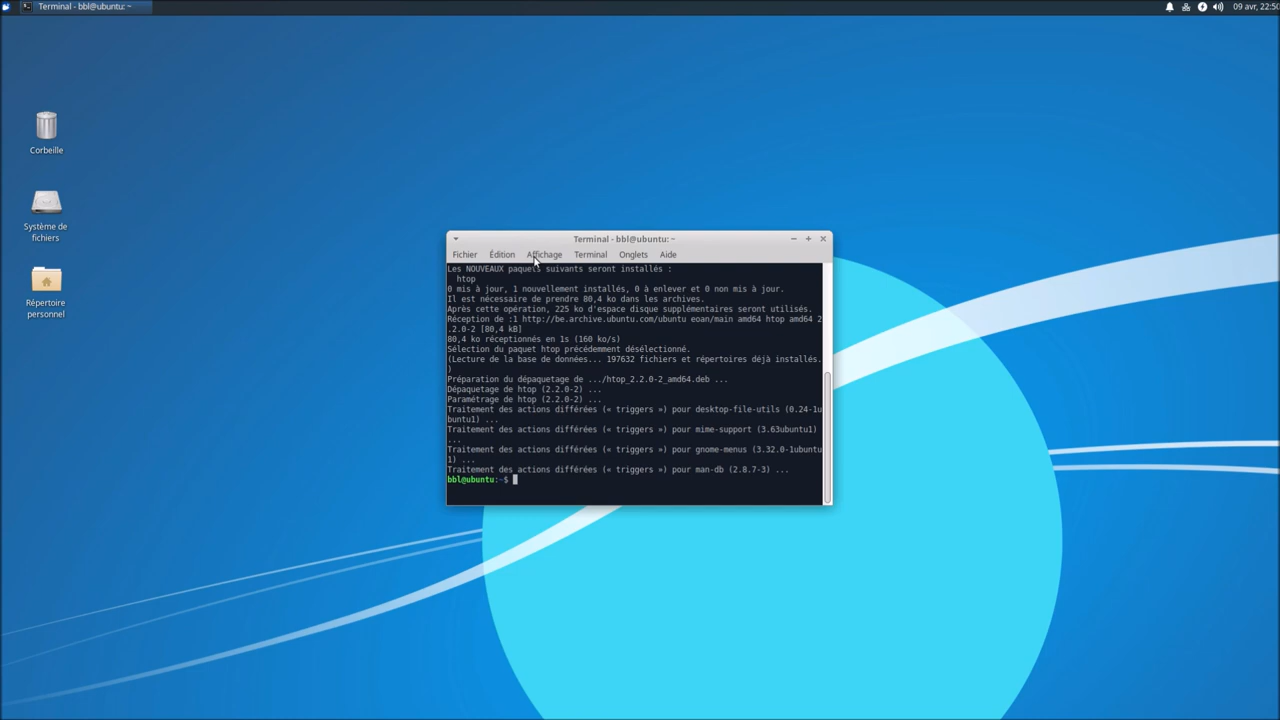 Terminal - bbl@ubuntu: ~
09 avr, 22:50
Corbeille
Système de
fichiers
Répertoire
personnel
Terminal - bbl@ubuntu: ~
Fichier Édition Affichage Terminal Onglets Aide
Les NOUVEAUX paquets suivants seront installés :
htop
0 mis à jour, 1 nouvellement installés, 0 à enlever et 0 non mis à jour.
Il est nécessaire de prendre 80,4 ko dans les archives.
Après cette opération, 225 ko d'espace disque supplémentaires seront utilisés.
Réception de :1 http://be.archive.ubuntu.com/ubuntu eoan/main amd64 htop amd64 2
.2.0-2 [80,4 kB]
80,4 ko réceptionnés en 1s (160 ko/s)
Sélection du paquet htop précédemment désélectionné.
(Lecture de la base de données... 197632 fichiers et répertoires déjà installés.
)
Préparation du dépaquetage de .../htop_2.2.0-2_amd64.deb ...
Dépaquetage de htop (2.2.0-2) ...
Paramétrage de htop (2.2.0-2) ...
Traitement des actions différées (« triggers ») pour desktop-file-utils (0.24-1u
buntu1) ...
Traitement des actions différées (« triggers ») pour mime-support (3.63ubuntu1)
...
Traitement des actions différées (« triggers ») pour gnome-menus (3.32.0-1ubuntu
1) ...
Traitement des actions différées (« triggers ») pour man-db (2.8.7-3) ...
bbl@ubuntu:~$